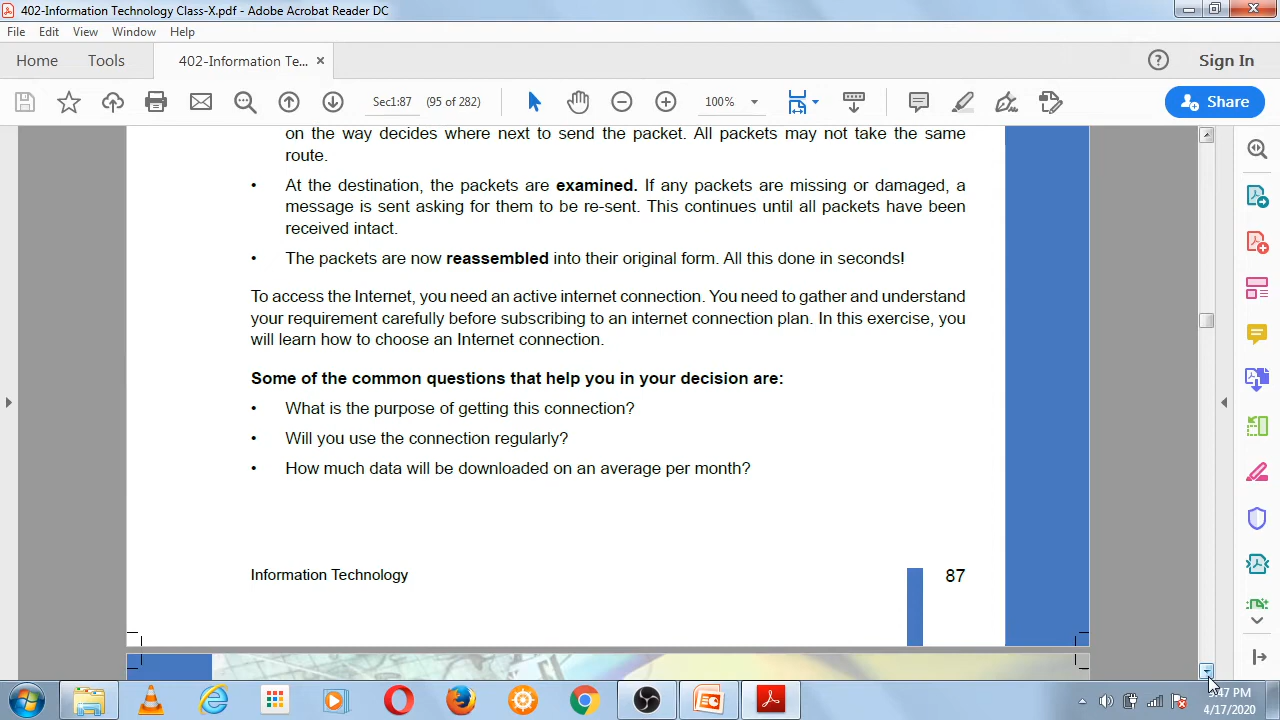 402-Information Technology Class-X.pdf - Adobe Acrobat Reader DC
File Edit View Window Help
Home Tools 402-Information Te... × ? Sign In
Sec1:87 (95 of 282) 100% Share
on the way decides where next to send the packet. All packets may not take the same
route.
• At the destination, the packets are examined. If any packets are missing or damaged, a
message is sent asking for them to be re-sent. This continues until all packets have been
received intact.
• The packets are now reassembled into their original form. All this done in seconds!
To access the Internet, you need an active internet connection. You need to gather and understand
your requirement carefully before subscribing to an internet connection plan. In this exercise, you
will learn how to choose an Internet connection.
Some of the common questions that help you in your decision are:
• What is the purpose of getting this connection?
• Will you use the connection regularly?
• How much data will be downloaded on an average per month?
Information Technology 87
:47 PM
4/17/2020